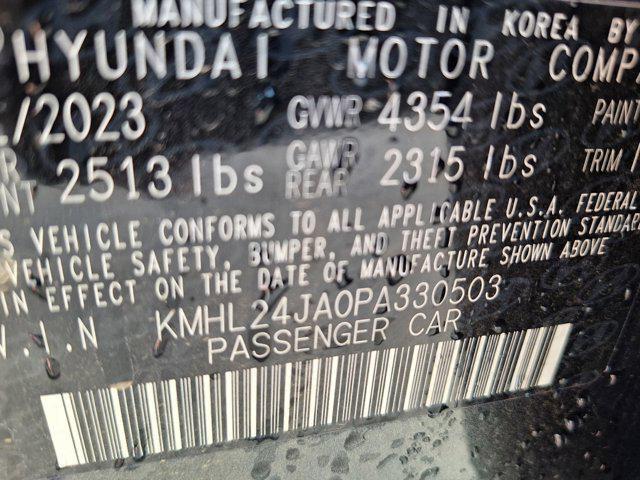 MANUFACTURED IN KOREA BY
HYUNDAI MOTOR COMP
/2023 GVWR 4354 lbs PAINT
NT 2513 lbs GAWR REAR 2315 lbs TRIM
S VEHICLE CONFORMS TO ALL APPLICABLE U.S.A. FEDERAL
VEHICLE SAFETY, BUMPER, AND THEFT PREVENTION STANDAR
IN EFFECT ON THE DATE OF MANUFACTURE SHOWN ABOVE
V.I.N KMHL24JA0PA330503
PASSENGER CAR